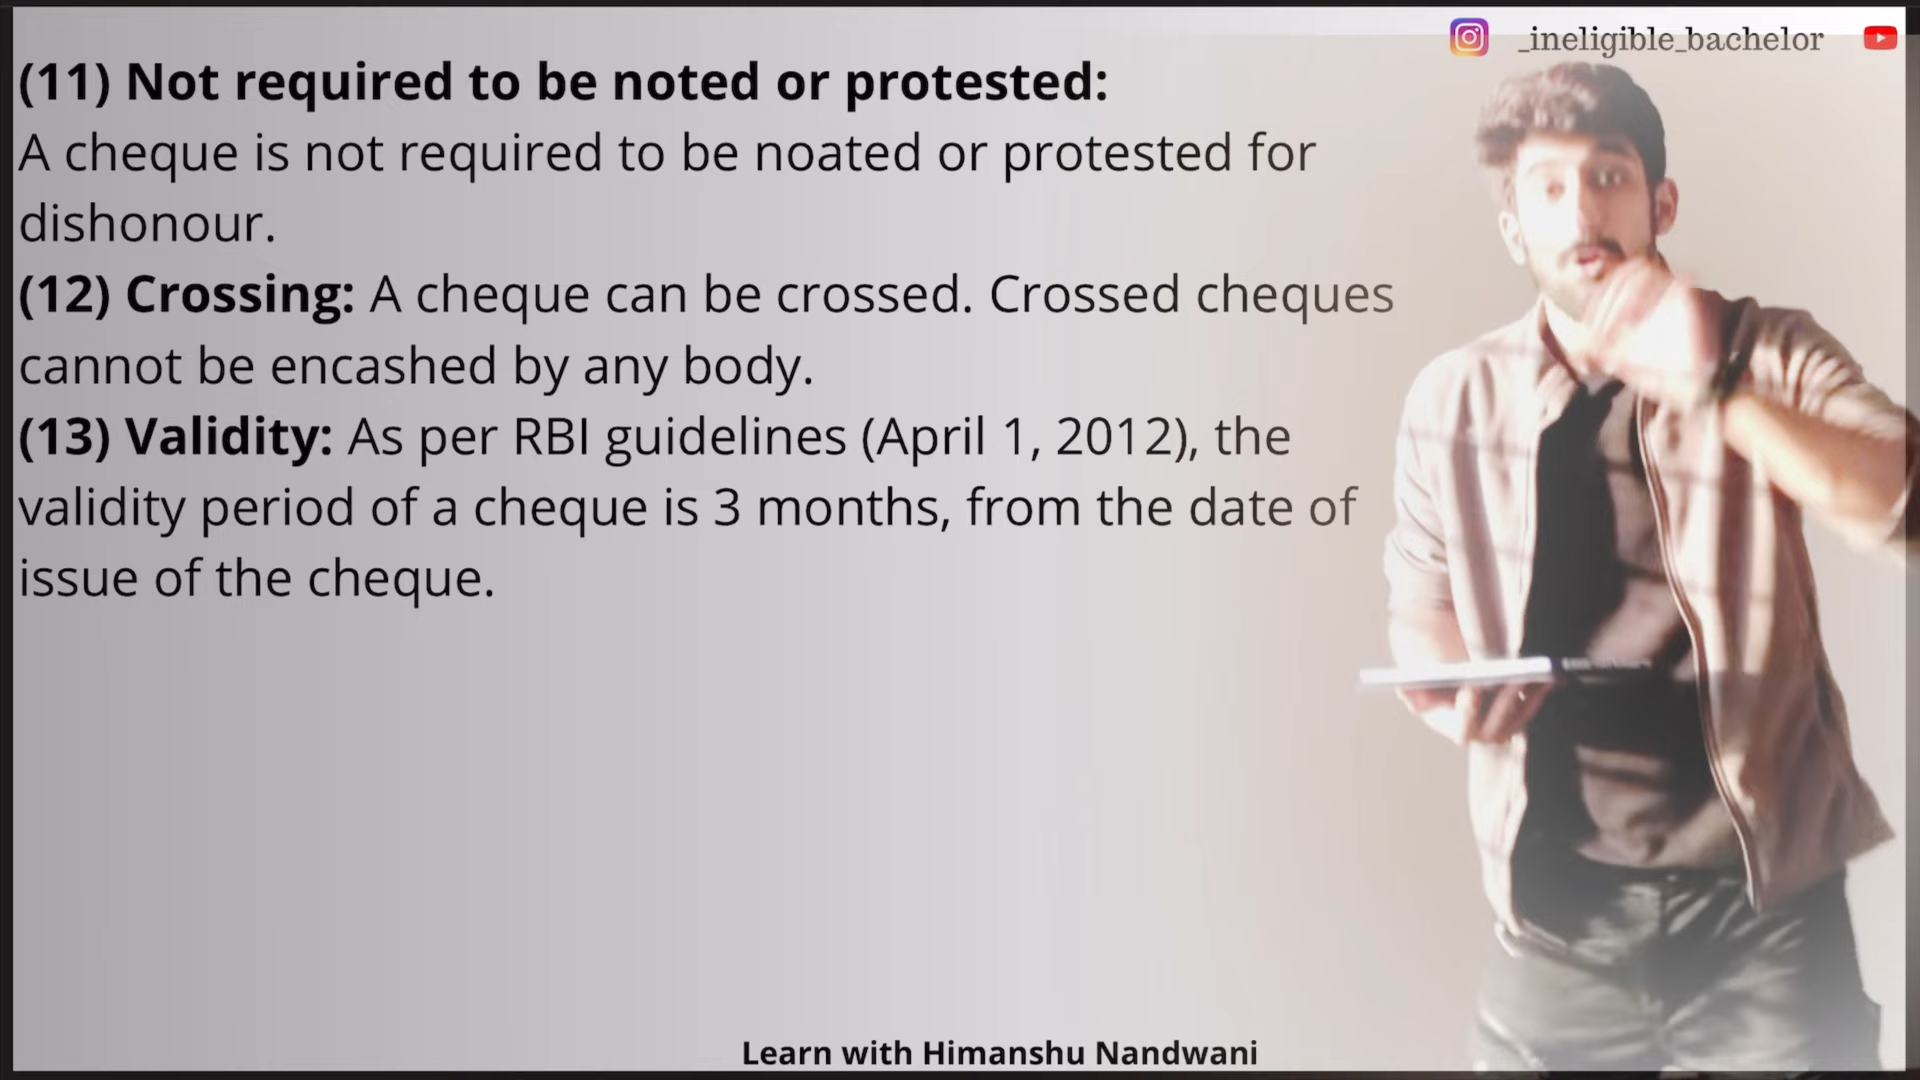 _ineligible_bachelor
(11) Not required to be noted or protested:
A cheque is not required to be noated or protested for
dishonour.
(12) Crossing: A cheque can be crossed. Crossed cheques
cannot be encashed by any body.
(13) Validity: As per RBI guidelines (April 1, 2012), the
validity period of a cheque is 3 months, from the date of
issue of the cheque.
Learn with Himanshu Nandwani